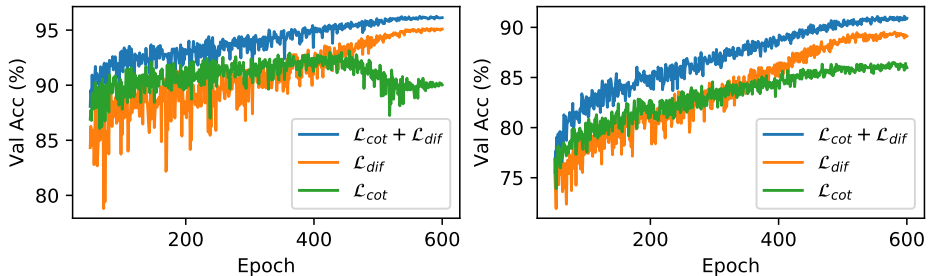 Val Acc (%)
95
90
85
80
200
400
600
Epoch
ℒcot + ℒdif
ℒdif
ℒcot
Val Acc (%)
90
85
80
75
200
400
600
Epoch
ℒcot + ℒdif
ℒdif
ℒcot